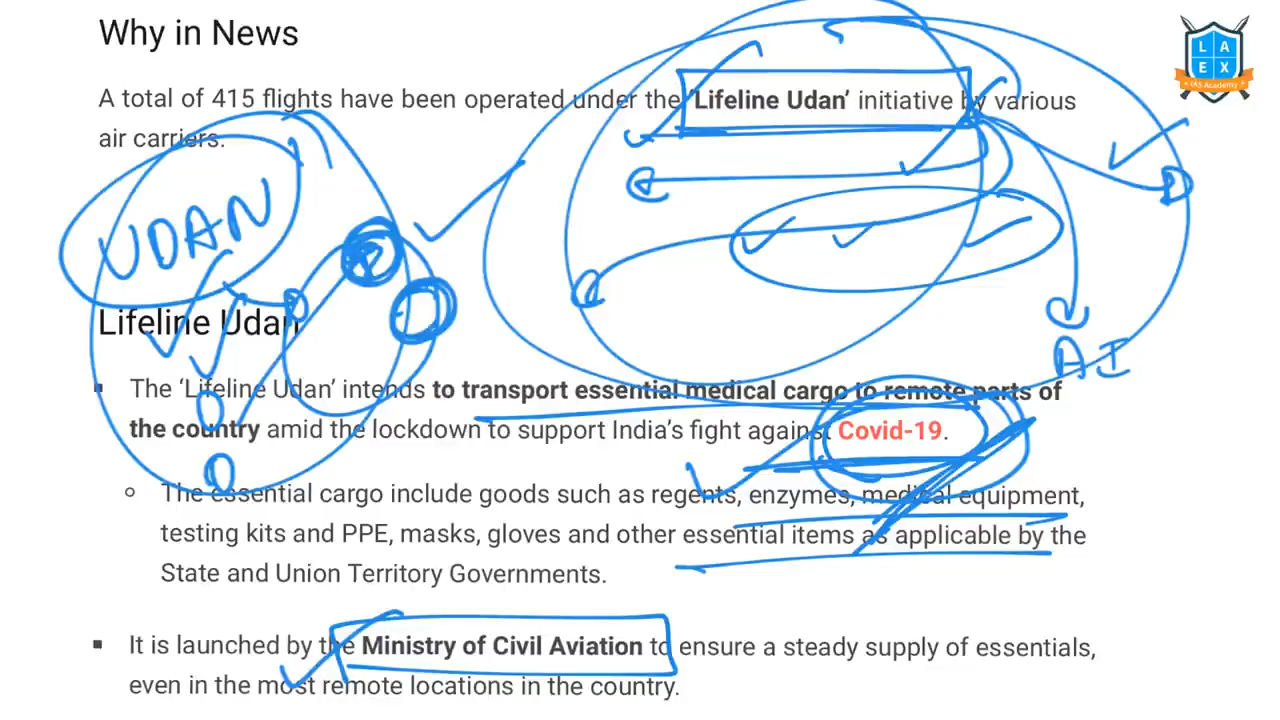 Why in News
L A
E X
IAS Academy
A total of 415 flights have been operated under the 'Lifeline Udan' initiative by various
air carriers.
UDAN
Lifeline Udan
AI
▪ The 'Lifeline Udan' intends to transport essential medical cargo to remote parts of
the country amid the lockdown to support India's fight against Covid-19.
○ The essential cargo include goods such as regents, enzymes, medical equipment,
testing kits and PPE, masks, gloves and other essential items as applicable by the
State and Union Territory Governments.
▪ It is launched by the Ministry of Civil Aviation to ensure a steady supply of essentials,
even in the most remote locations in the country.